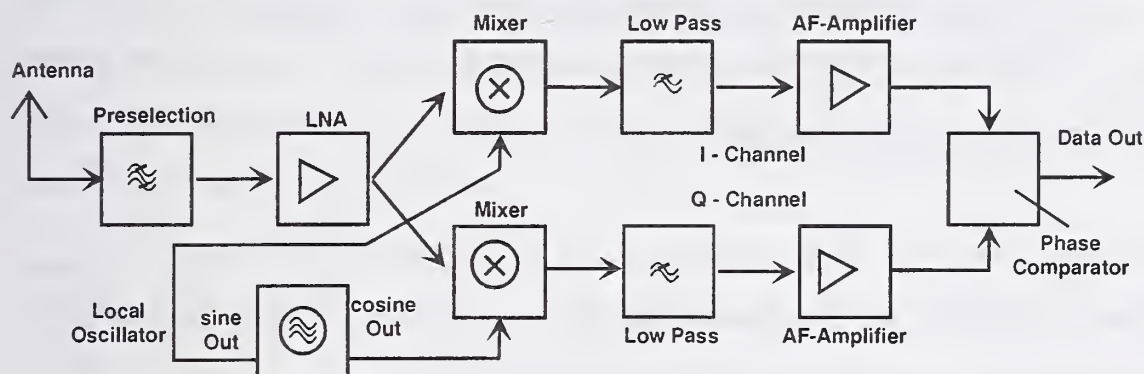 Mixer
Low Pass
AF-Amplifier
Antenna
Preselection
LNA
I - Channel
Data Out
Mixer
Q - Channel
Phase
Comparator
Local
Oscillator
sine
Out
cosine
Out
Low Pass
AF-Amplifier